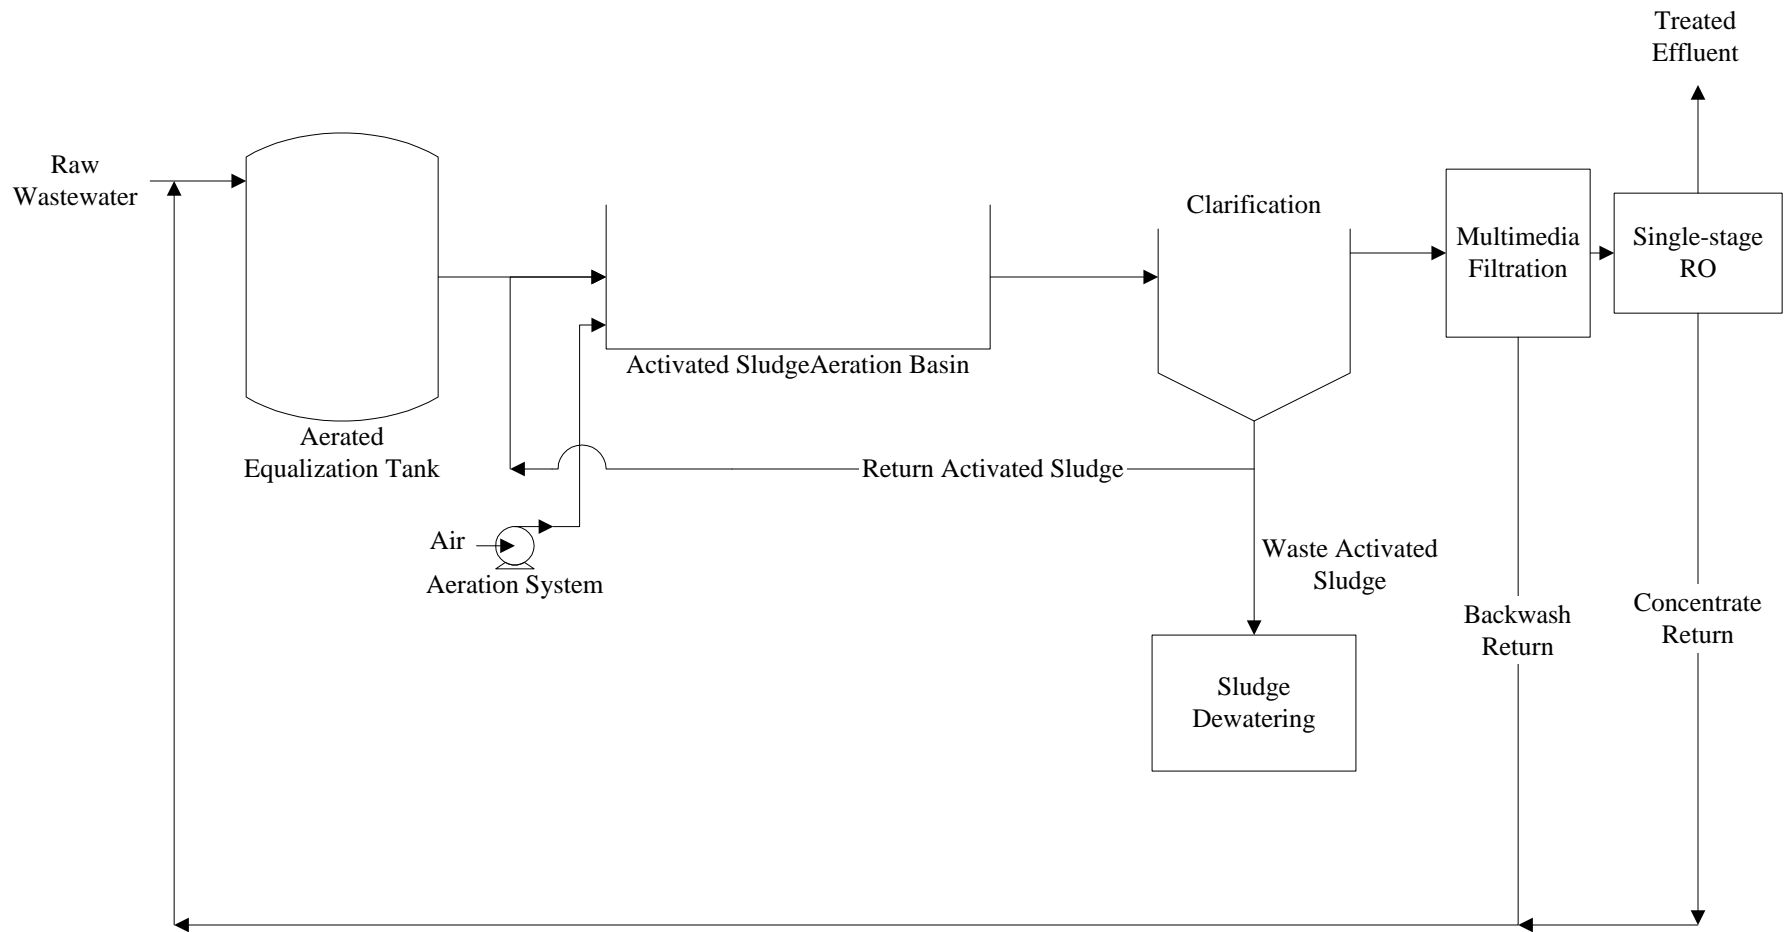 Treated
Effluent
Raw
Wastewater
Clarification
Multimedia
Filtration
Single-stage
RO
Activated SludgeAeration Basin
Aerated
Equalization Tank
Return Activated Sludge
Air
Aeration System
Waste Activated
Sludge
Backwash
Return
Concentrate
Return
Sludge
Dewatering